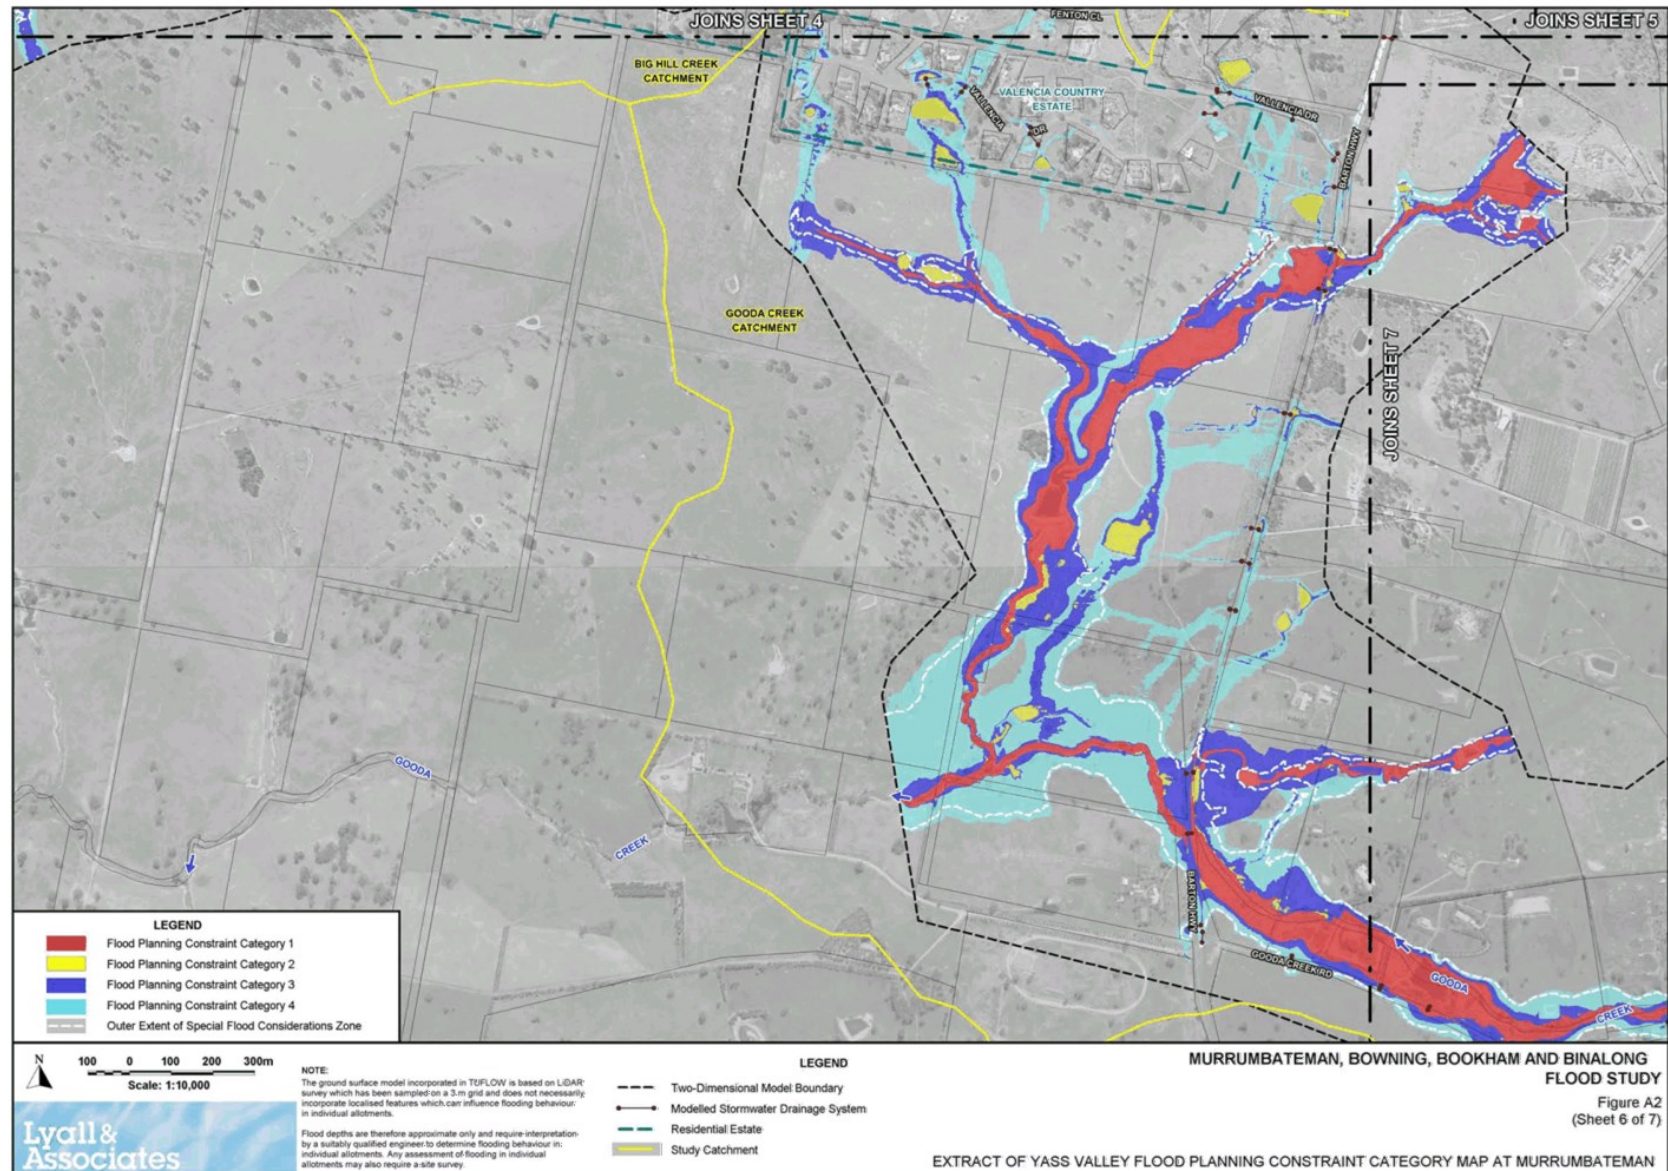 JOINS SHEET 4
FENTON CL
JOINS SHEET 5
BIG HILL CREEK
CATCHMENT
VALENCIA COUNTRY
ESTATE
VALLENCIA
DR
VALLENCIA DR
BARTON HWY
GOODA CREEK
CATCHMENT
JOINS SHEET 7
GOODA
CREEK
BARTON HWY
GOODA CREEK RD
GOODA
CREEK
LEGEND
Flood Planning Constraint Category 1
Flood Planning Constraint Category 2
Flood Planning Constraint Category 3
Flood Planning Constraint Category 4
Outer Extent of Special Flood Considerations Zone
N
100 0 100 200 300m
Scale: 1:10,000
Lyall &
Associates
NOTE:
The ground surface model incorporated in TUFLOW is based on LiDAR
survey which has been sampled on a 3 m grid and does not necessarily
incorporate localised features which can influence flooding behaviour
in individual allotments.
Flood depths are therefore approximate only and require interpretation
by a suitably qualified engineer to determine flooding behaviour in
individual allotments. Any assessment of flooding in individual
allotments may also require a site survey.
LEGEND
Two-Dimensional Model Boundary
Modelled Stormwater Drainage System
Residential Estate
Study Catchment
MURRUMBATEMAN, BOWNING, BOOKHAM AND BINALONG
FLOOD STUDY
Figure A2
(Sheet 6 of 7)
EXTRACT OF YASS VALLEY FLOOD PLANNING CONSTRAINT CATEGORY MAP AT MURRUMBATEMAN